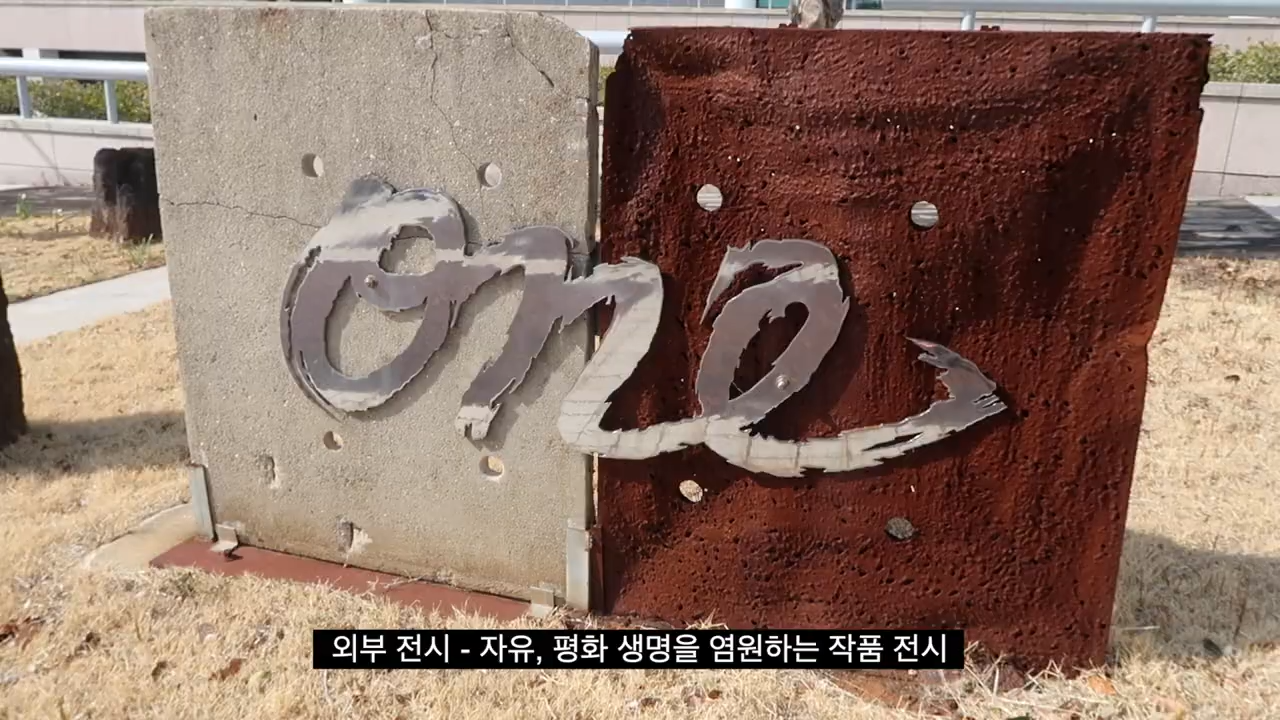 one
외부 전시 - 자유, 평화 생명을 염원하는 작품 전시